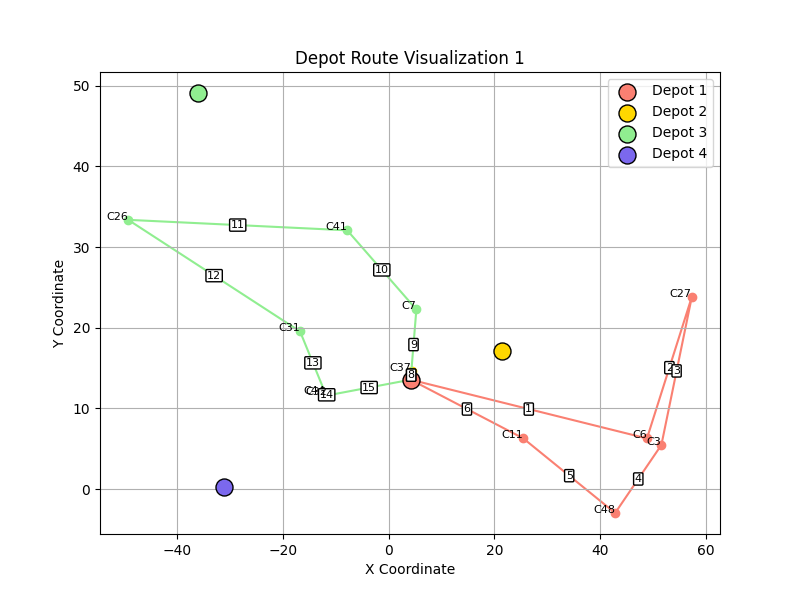 Depot Route Visualization 1
Depot 1
Depot 2
Depot 3
Depot 4
50
40
30
20
10
0
Y Coordinate
C26
11
C41
12
10
C27
C7
C31
9
13
2
3
C37
8
14
15
6
1
C11
C6
C3
5
4
C48
−40
−20
0
20
40
60
X Coordinate